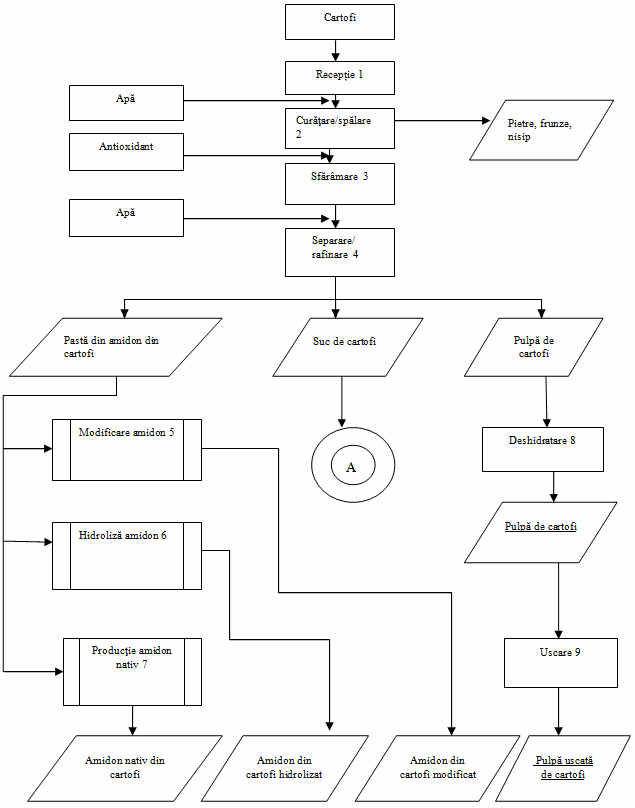 Cartofi
Recepție 1
Apă
Curăţare/spălare
2
Pietre, frunze,
nisip
Antioxidant
Sfărâmare 3
Apă
Separare/
rafinare 4
Pastă din amidon din
cartofi
Suc de cartofi
Pulpă de
cartofi
Modificare amidon 5
A
Deshidratare 8
Hidroliză amidon 6
Pulpă de cartofi
Producţie amidon
nativ 7
Uscare 9
Amidon nativ din
cartofi
Amidon din
cartofi hidrolizat
Amidon din
cartofi modificat
Pulpă uscată
de cartofi